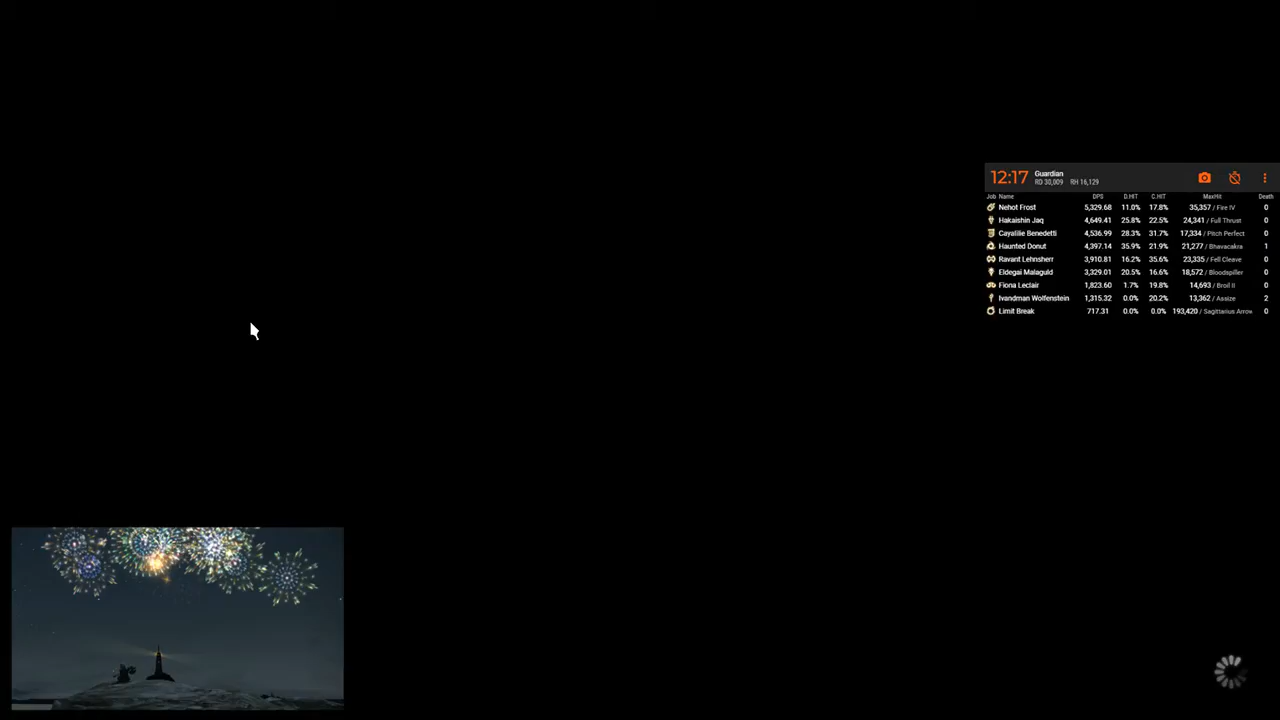 12:17 Guardian
RD 30,009 RH 16,129
Job Name DPS D.HIT C.HIT MaxHit Death
Nehot Frost 5,329.68 11.0% 17.8% 35,357 / Fire IV 0
Hakaishin Jaq 4,649.41 25.8% 22.5% 24,341 / Full Thrust 0
Cayalilie Benedetti 4,536.99 28.3% 31.7% 17,334 / Pitch Perfect 0
Haunted Donut 4,397.14 35.9% 21.9% 21,277 / Bhavacakra 1
Ravant Lehnsherr 3,910.81 16.2% 35.6% 23,335 / Fell Cleave 0
Eldegai Malaguld 3,329.01 20.5% 16.6% 18,572 / Bloodspiller 0
Fiona Leclair 1,823.60 1.7% 19.8% 14,693 / Broil II 0
Ivandman Wolfenstein 1,315.32 0.0% 20.2% 13,362 / Assize 2
Limit Break 717.31 0.0% 0.0% 193,420 / Sagittarius Arrow 0